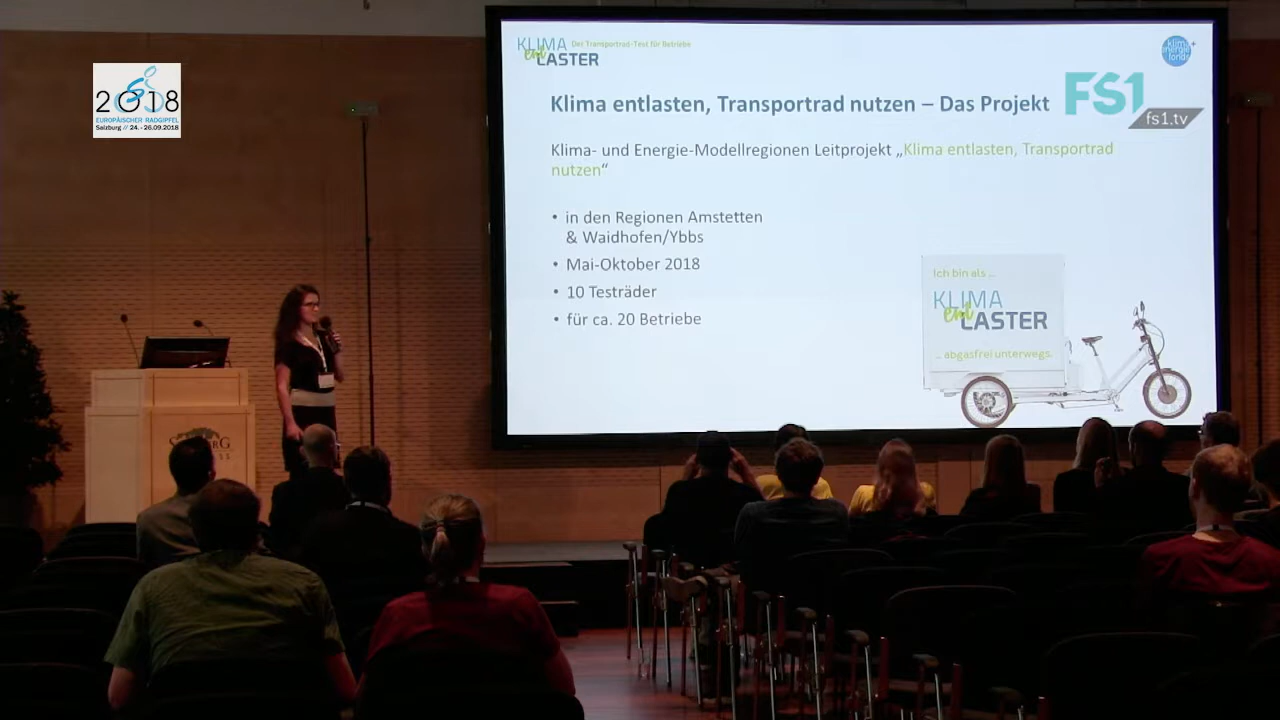 2018
EUROPÄISCHER RADGIPFEL
Salzburg // 24. - 26.09.2018
KLIMA Der Transportrad-Test für Betriebe
ent LASTER
klima+
energie
fonds
FS1
fs1.tv
Klima entlasten, Transportrad nutzen – Das Projekt
Klima- und Energie-Modellregionen Leitprojekt „Klima entlasten, Transportrad
nutzen“
• in den Regionen Amstetten
& Waidhofen/Ybbs
• Mai-Oktober 2018
• 10 Testräder
• für ca. 20 Betriebe
Ich bin als ...
KLIMA
ent LASTER
... abgasfrei unterwegs.